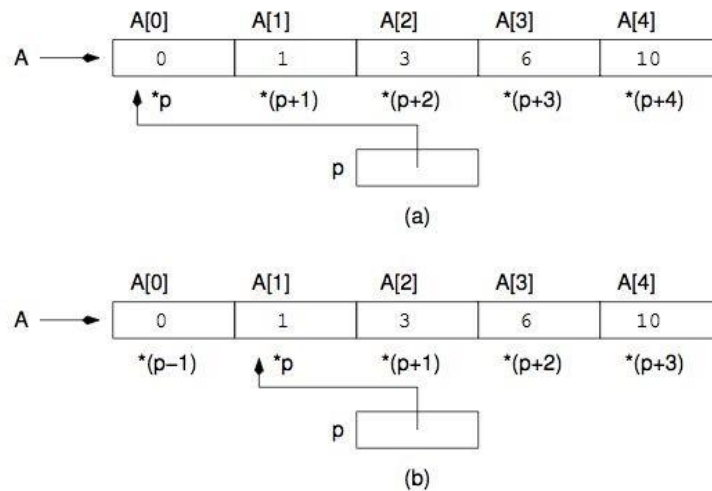 A[0] A[1] A[2] A[3] A[4]
A 0 1 3 6 10
*p *(p+1) *(p+2) *(p+3) *(p+4)
p
(a)
A[0] A[1] A[2] A[3] A[4]
A 0 1 3 6 10
*(p−1) *p *(p+1) *(p+2) *(p+3)
p
(b)